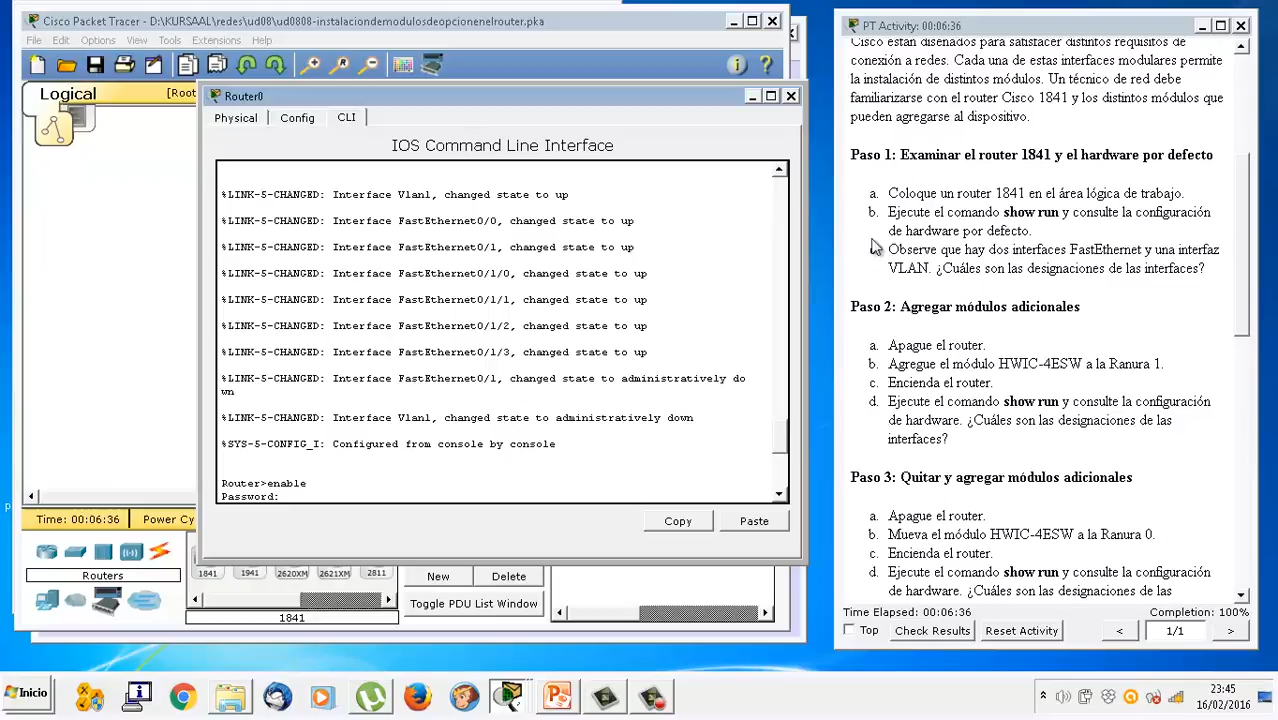 Cisco Packet Tracer - D:\KURSAAL\redes\ud08\ud0808-instalaciondemodulosdeopcionenelrouter.pka
File Edit Options View Tools Extensions Help
Logical
[Root
Router0
Physical Config CLI
IOS Command Line Interface
%LINK-5-CHANGED: Interface Vlan1, changed state to up
%LINK-5-CHANGED: Interface FastEthernet0/0, changed state to up
%LINK-5-CHANGED: Interface FastEthernet0/1, changed state to up
%LINK-5-CHANGED: Interface FastEthernet0/1/0, changed state to up
%LINK-5-CHANGED: Interface FastEthernet0/1/1, changed state to up
%LINK-5-CHANGED: Interface FastEthernet0/1/2, changed state to up
%LINK-5-CHANGED: Interface FastEthernet0/1/3, changed state to up
%LINK-5-CHANGED: Interface FastEthernet0/1, changed state to administratively do
wn
%LINK-5-CHANGED: Interface Vlan1, changed state to administratively down
%SYS-5-CONFIG_I: Configured from console by console
Router>enable
Password:
Copy Paste
Time: 00:06:36 Power Cy
Routers
1841 1941 2620XM 2621XM 2811
1841
New Delete
Toggle PDU List Window
PT Activity: 00:06:36
Cisco están diseñados para satisfacer distintos requisitos de
conexión a redes. Cada una de estas interfaces modulares permite
la instalación de distintos módulos. Un técnico de red debe
familiarizarse con el router Cisco 1841 y los distintos módulos que
pueden agregarse al dispositivo.
Paso 1: Examinar el router 1841 y el hardware por defecto
a. Coloque un router 1841 en el área lógica de trabajo.
b. Ejecute el comando show run y consulte la configuración
de hardware por defecto.
Observe que hay dos interfaces FastEthernet y una interfaz
VLAN. ¿Cuáles son las designaciones de las interfaces?
Paso 2: Agregar módulos adicionales
a. Apague el router.
b. Agregue el módulo HWIC-4ESW a la Ranura 1.
c. Encienda el router.
d. Ejecute el comando show run y consulte la configuración
de hardware. ¿Cuáles son las designaciones de las
interfaces?
Paso 3: Quitar y agregar módulos adicionales
a. Apague el router.
b. Mueva el módulo HWIC-4ESW a la Ranura 0.
c. Encienda el router.
d. Ejecute el comando show run y consulte la configuración
de hardware. ¿Cuáles son las designaciones de las
Time Elapsed: 00:06:36 Completion: 100%
Top Check Results Reset Activity < 1/1 >
Inicio
23:45
16/02/2016